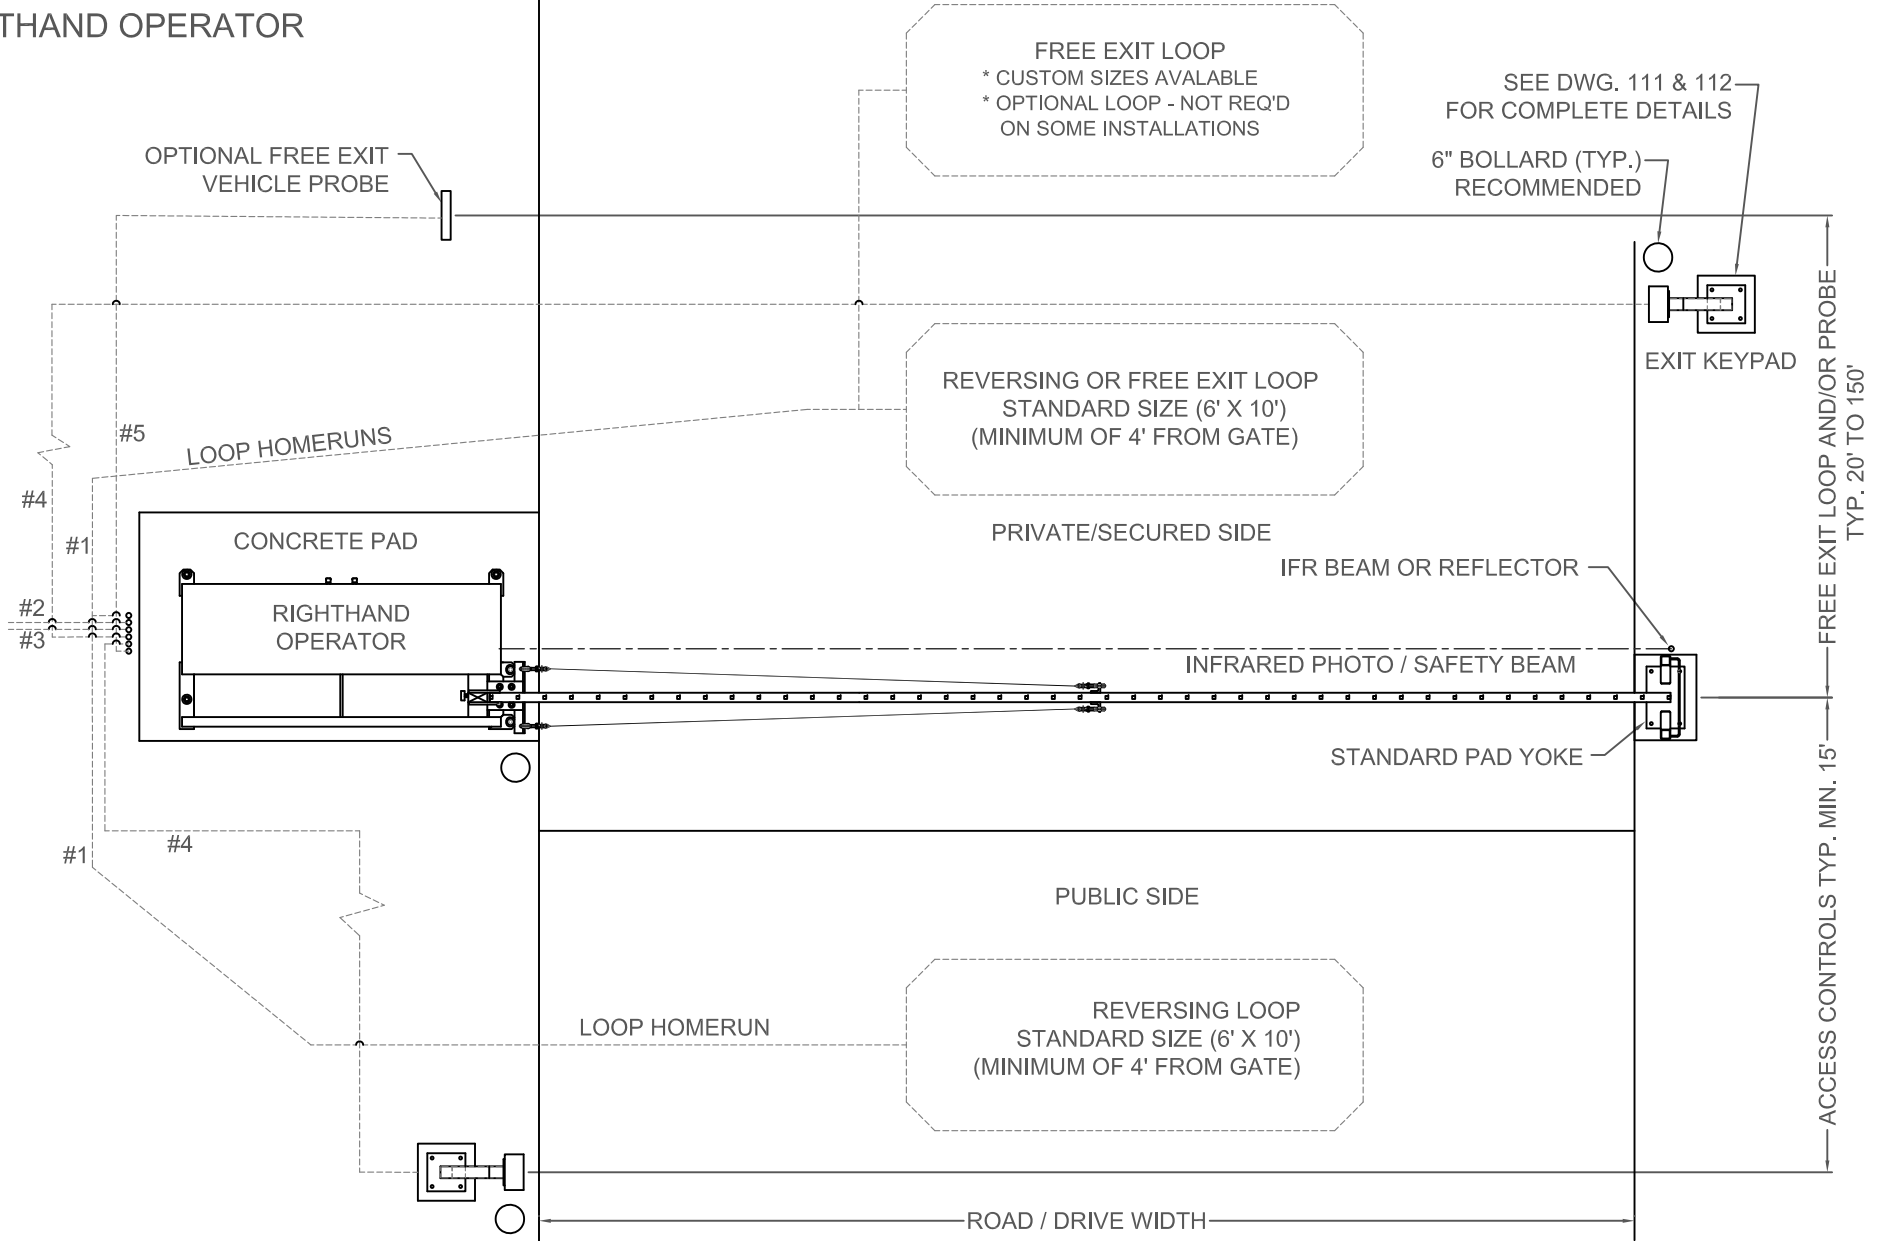 THAND OPERATOR
FREE EXIT LOOP
* CUSTOM SIZES AVALABLE
* OPTIONAL LOOP - NOT REQ'D
ON SOME INSTALLATIONS
SEE DWG. 111 & 112
FOR COMPLETE DETAILS
OPTIONAL FREE EXIT
VEHICLE PROBE
6" BOLLARD (TYP.)
RECOMMENDED
EXIT KEYPAD
REVERSING OR FREE EXIT LOOP
STANDARD SIZE (6' X 10')
(MINIMUM OF 4' FROM GATE)
FREE EXIT LOOP AND/OR PROBE
TYP. 20' TO 150'
#5
LOOP HOMERUNS
#4
#1
CONCRETE PAD
PRIVATE/SECURED SIDE
IFR BEAM OR REFLECTOR
#2
#3
RIGHTHAND
OPERATOR
INFRARED PHOTO / SAFETY BEAM
STANDARD PAD YOKE
ACCESS CONTROLS TYP. MIN. 15'
#4
#1
PUBLIC SIDE
LOOP HOMERUN
REVERSING LOOP
STANDARD SIZE (6' X 10')
(MINIMUM OF 4' FROM GATE)
ROAD / DRIVE WIDTH